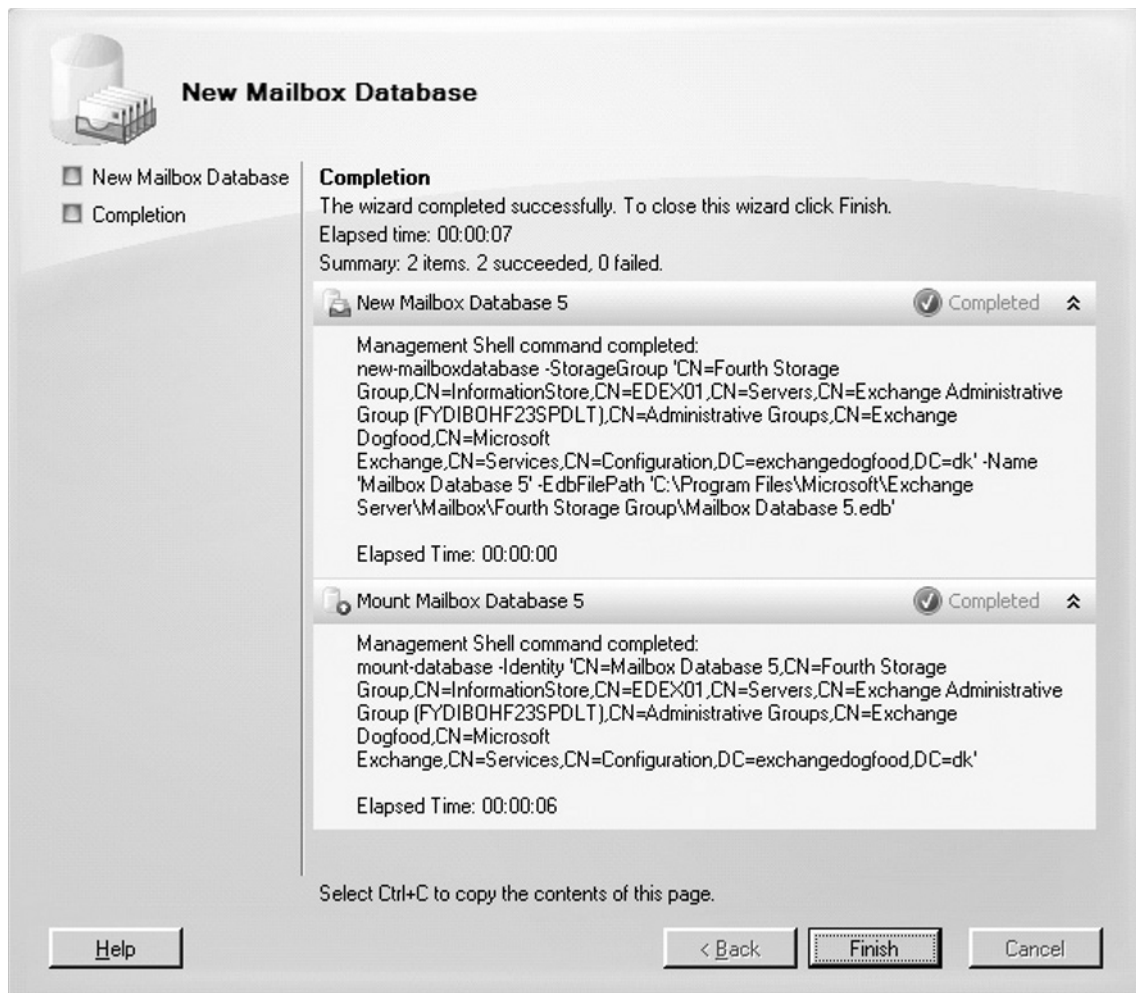 New Mailbox Database
New Mailbox Database
Completion
Completion
The wizard completed successfully. To close this wizard click Finish.
Elapsed time: 00:00:07
Summary: 2 items. 2 succeeded, 0 failed.
New Mailbox Database 5 Completed
Management Shell command completed:
new-mailboxdatabase -StorageGroup 'CN=Fourth Storage
Group,CN=InformationStore,CN=EDEX01,CN=Servers,CN=Exchange Administrative
Group (FYDIBOHF23SPDLT),CN=Administrative Groups,CN=Exchange
Dogfood,CN=Microsoft
Exchange,CN=Services,CN=Configuration,DC=exchangedogfood,DC=dk' -Name
'Mailbox Database 5' -EdbFilePath 'C:\Program Files\Microsoft\Exchange
Server\Mailbox\Fourth Storage Group\Mailbox Database 5.edb'
Elapsed Time: 00:00:00
Mount Mailbox Database 5 Completed
Management Shell command completed:
mount-database -Identity 'CN=Mailbox Database 5,CN=Fourth Storage
Group,CN=InformationStore,CN=EDEX01,CN=Servers,CN=Exchange Administrative
Group (FYDIBOHF23SPDLT),CN=Administrative Groups,CN=Exchange
Dogfood,CN=Microsoft
Exchange,CN=Services,CN=Configuration,DC=exchangedogfood,DC=dk'
Elapsed Time: 00:00:06
Select Ctrl+C to copy the contents of this page.
Help < Back Finish Cancel